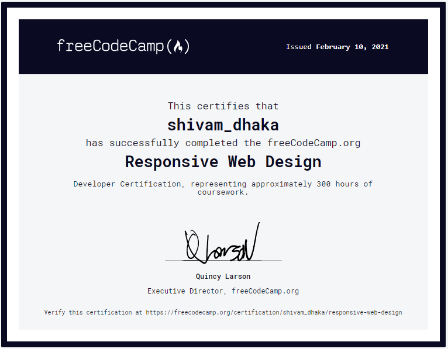 freeCodeCamp(🔥)
Issued February 10, 2021
This certifies that
shivam_dhaka
has successfully completed the freeCodeCamp.org
Responsive Web Design
Developer Certification, representing approximately 300 hours of
coursework.
Quincy Larson
Executive Director, freeCodeCamp.org
Verify this certification at https://freecodecamp.org/certification/shivam_dhaka/responsive-web-design